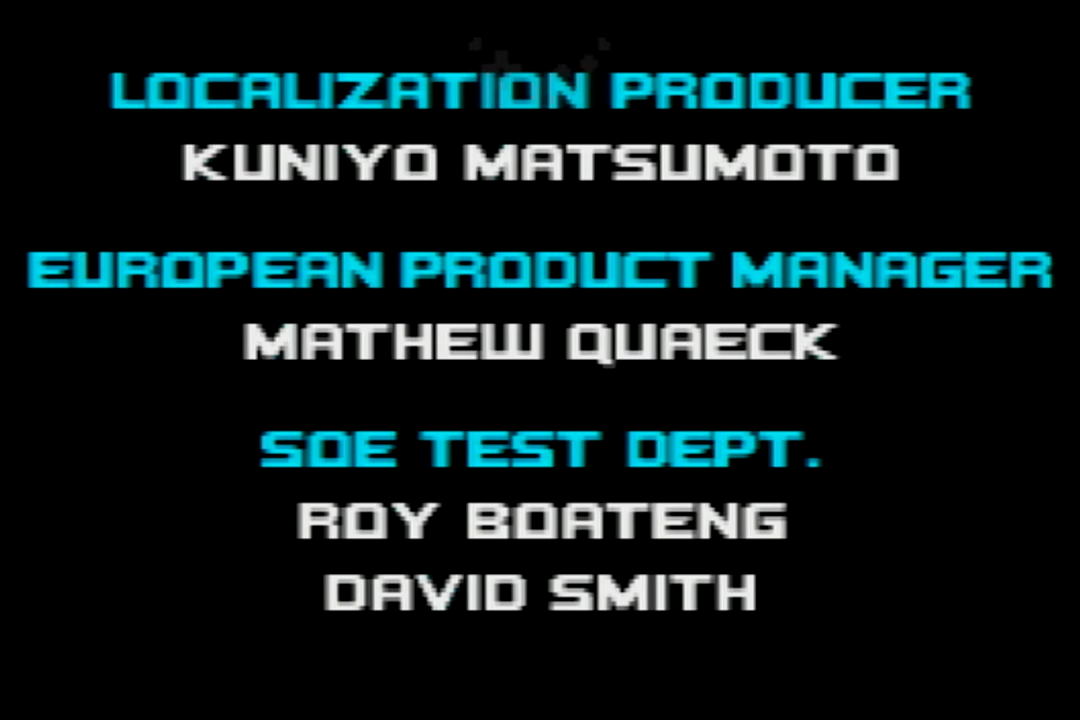 LOCALIZATION PRODUCER
KUNIYO MATSUMOTO
EUROPEAN PRODUCT MANAGER
MATHEW QUAECK
SOE TEST DEPT.
ROY BOATENG
DAVID SMITH